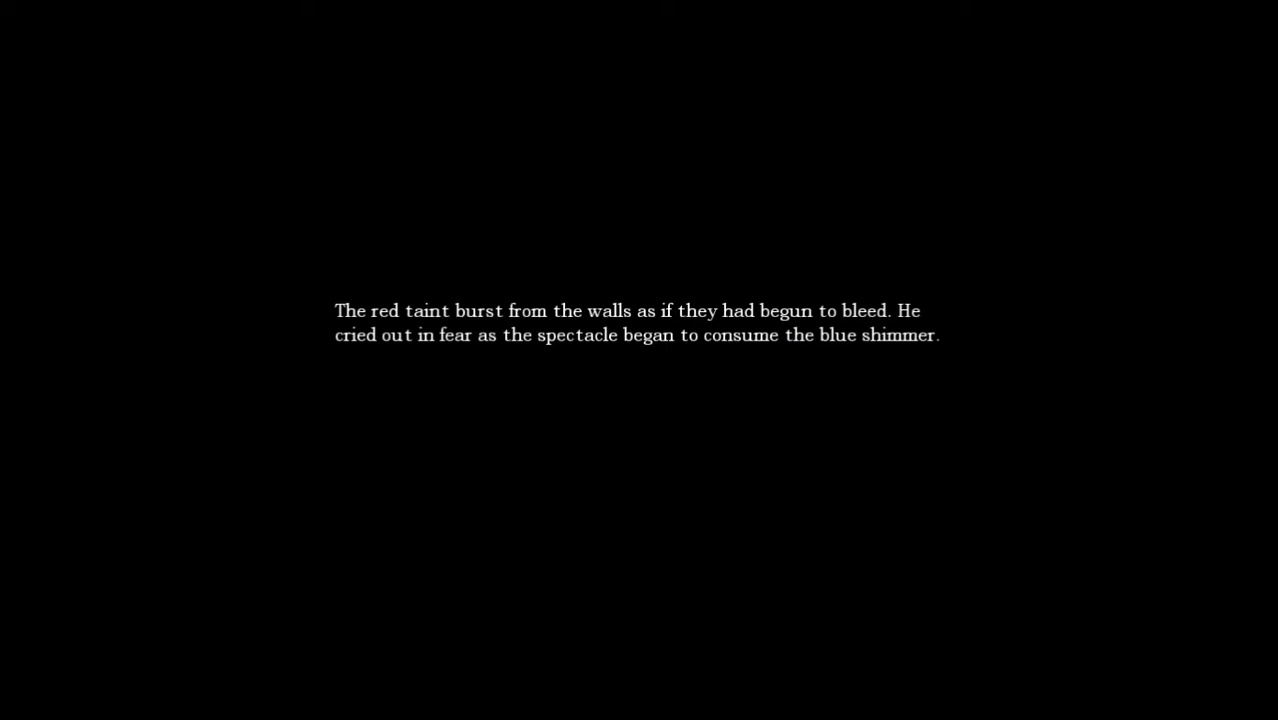 The red taint burst from the walls as if they had begun to bleed. He
cried out in fear as the spectacle began to consume the blue shimmer.